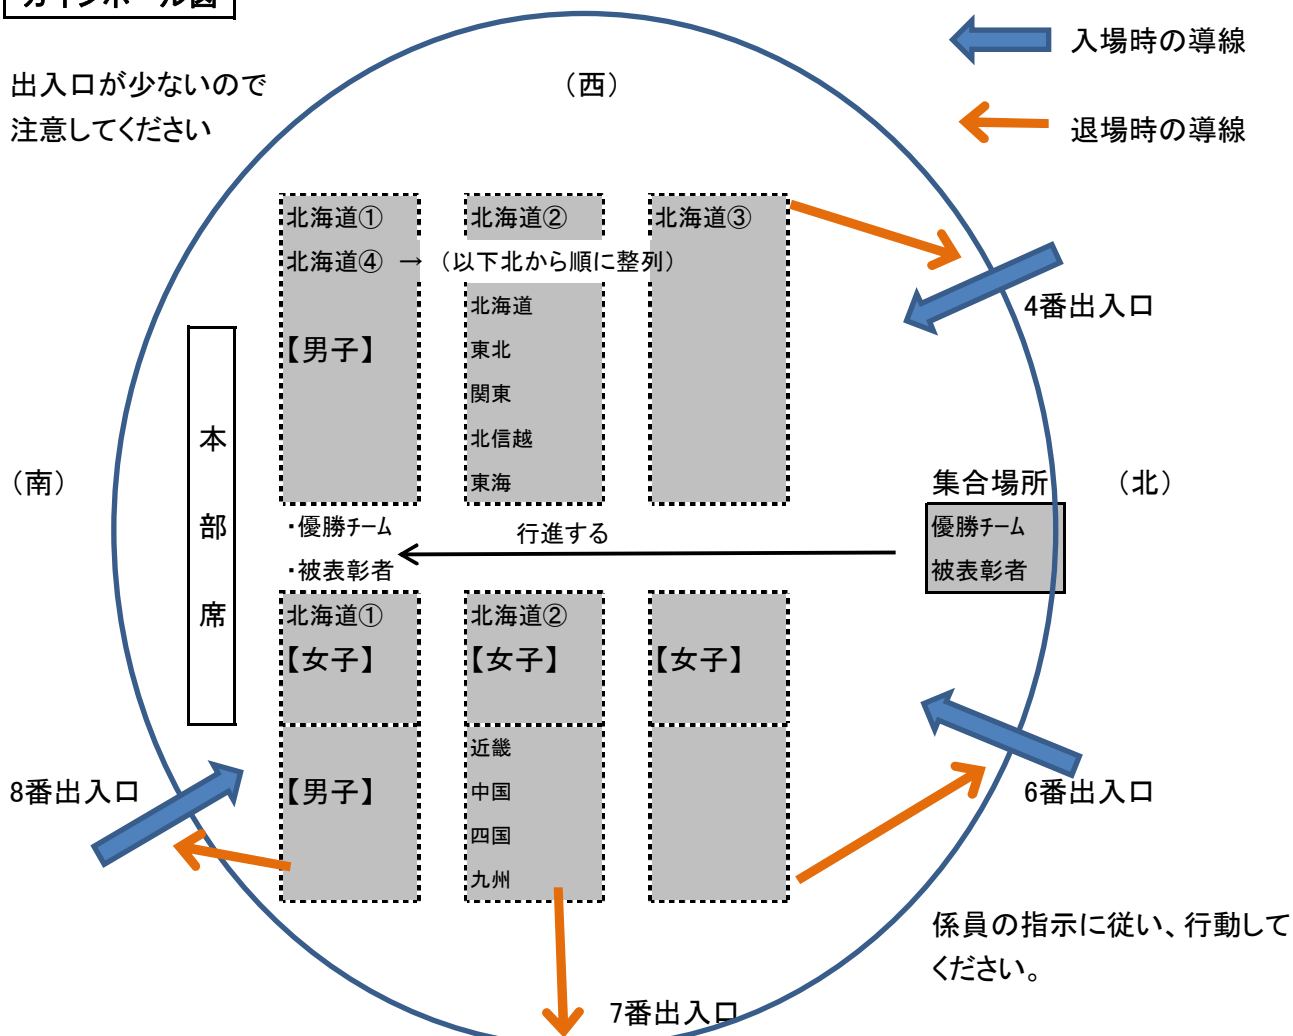 出入口が少ないので
注意してください
（西）
入場時の導線
退場時の導線
北海道①
北海道②
北海道③
北海道④ → （以下北から順に整列）
4番出入口
北海道
【男子】
東北
関東
北信越
東海
本部席
（南）
集合場所
（北）
・優勝チーム
・被表彰者
行進する
優勝チーム
被表彰者
北海道①
北海道②
【女子】
【女子】
【女子】
8番出入口
【男子】
近畿
中国
四国
九州
6番出入口
係員の指示に従い、行動して
ください。
7番出入口